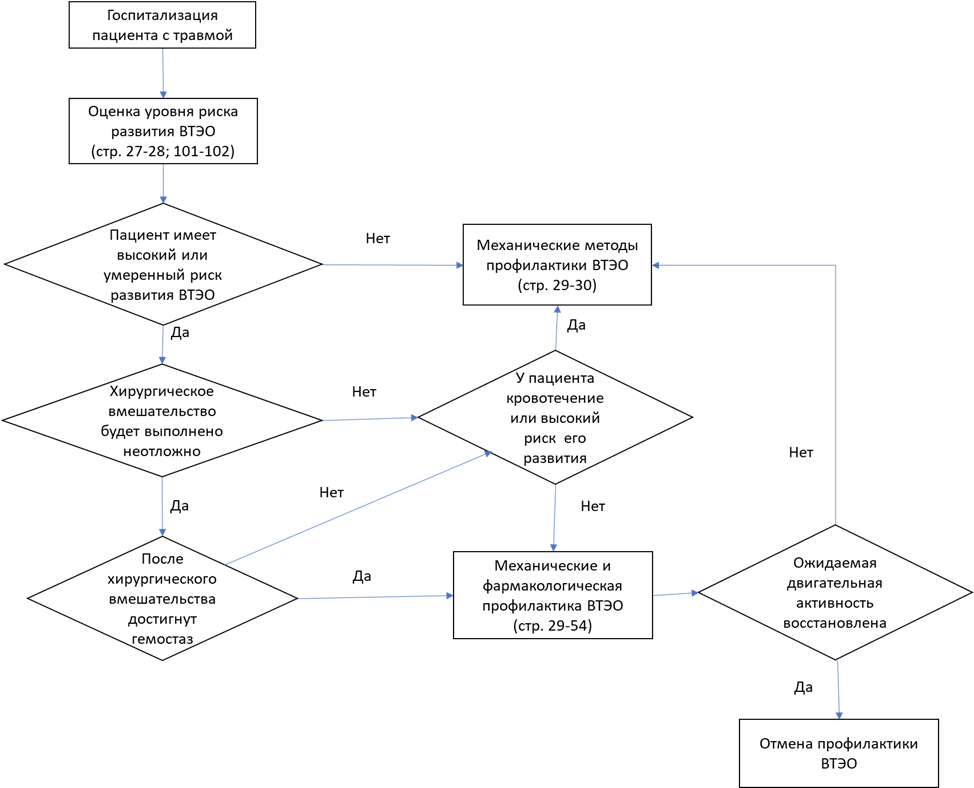 Госпитализация
пациента с травмой
Оценка уровня риска
развития ВТЭО
(стр. 27-28; 101-102)
Пациент имеет
высокий или
умеренный риск
развития ВТЭО
Нет
Механические методы
профилактики ВТЭО
(стр. 29-30)
Да
Да
Хирургическое
вмешательство
будет выполнено
неотложно
Нет
У пациента
кровотечение
или высокий
риск его
развития
Нет
Да
Нет
Нет
После
хирургического
вмешательства
достигнут
гемостаз
Да
Механические и
фармакологическая
профилактика ВТЭО
(стр. 29-54)
Ожидаемая
двигательная
активность
восстановлена
Да
Отмена профилактики
ВТЭО